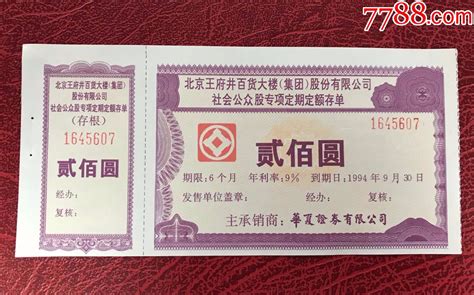 7788.com
北京王府井百货大楼(集团)
股份有限公司
社会公众股专项定期定额存单
(存根)
1645607
贰佰圆
经办:
复核:
北京王府井百货大楼(集团)股份有限公司
社会公众股专项定期定额存单
1645607
贰佰圆
期限:6个月 年利率:9% 到期日:1994年9月30日
发售单位盖章: 经办:
复核:
主承销商:華夏證券有限公司